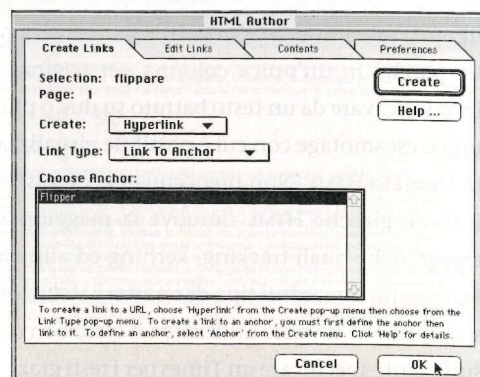 HTML Author
Create Links
Edit Links
Contents
Preferences
Selection: flippare
Page: 1
Create
Help ...
Create: Hyperlink
Link Type: Link To Anchor
Choose Anchor:
Flipper
To create a link to a URL, choose 'Hyperlink' from the Create pop-up menu then choose from the
Link Type pop-up menu. To create a link to an anchor, you must first define the anchor then
link to it. To define an anchor, select 'Anchor' from the Create menu. Click 'Help' for details.
Cancel
OK